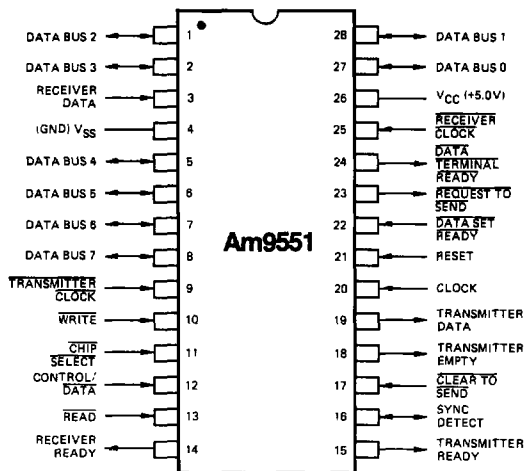 DATA BUS 2 1 28 DATA BUS 1
DATA BUS 3 2 27 DATA BUS 0
RECEIVER
DATA 3 26 VCC (+5.0V)
(GND) VSS 4 25 RECEIVER
CLOCK
DATA BUS 4 5 24 DATA
TERMINAL
READY
DATA BUS 5 6 23 REQUEST TO
SEND
DATA BUS 6 7 22 DATA SET
READY
Am9551
DATA BUS 7 8 21 RESET
TRANSMITTER
CLOCK 9 20 CLOCK
WRITE 10 19 TRANSMITTER
DATA
CHIP
SELECT 11 18 TRANSMITTER
EMPTY
CONTROL/
DATA 12 17 CLEAR TO
SEND
READ 13 16 SYNC
DETECT
RECEIVER
READY 14 15 TRANSMITTER
READY